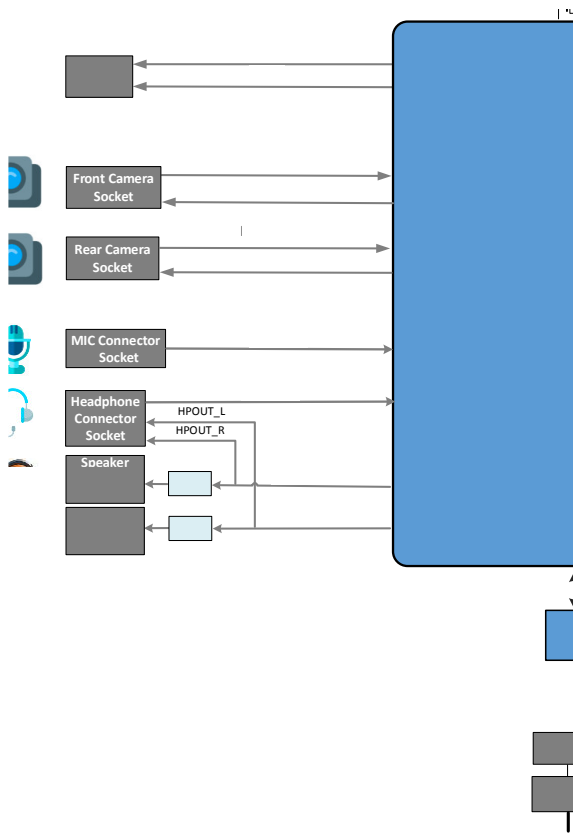 Front Camera
Socket
Rear Camera
Socket
MIC Connector
Socket
Headphone
Connector
Socket
HPOUT_L
HPOUT_R
Speaker